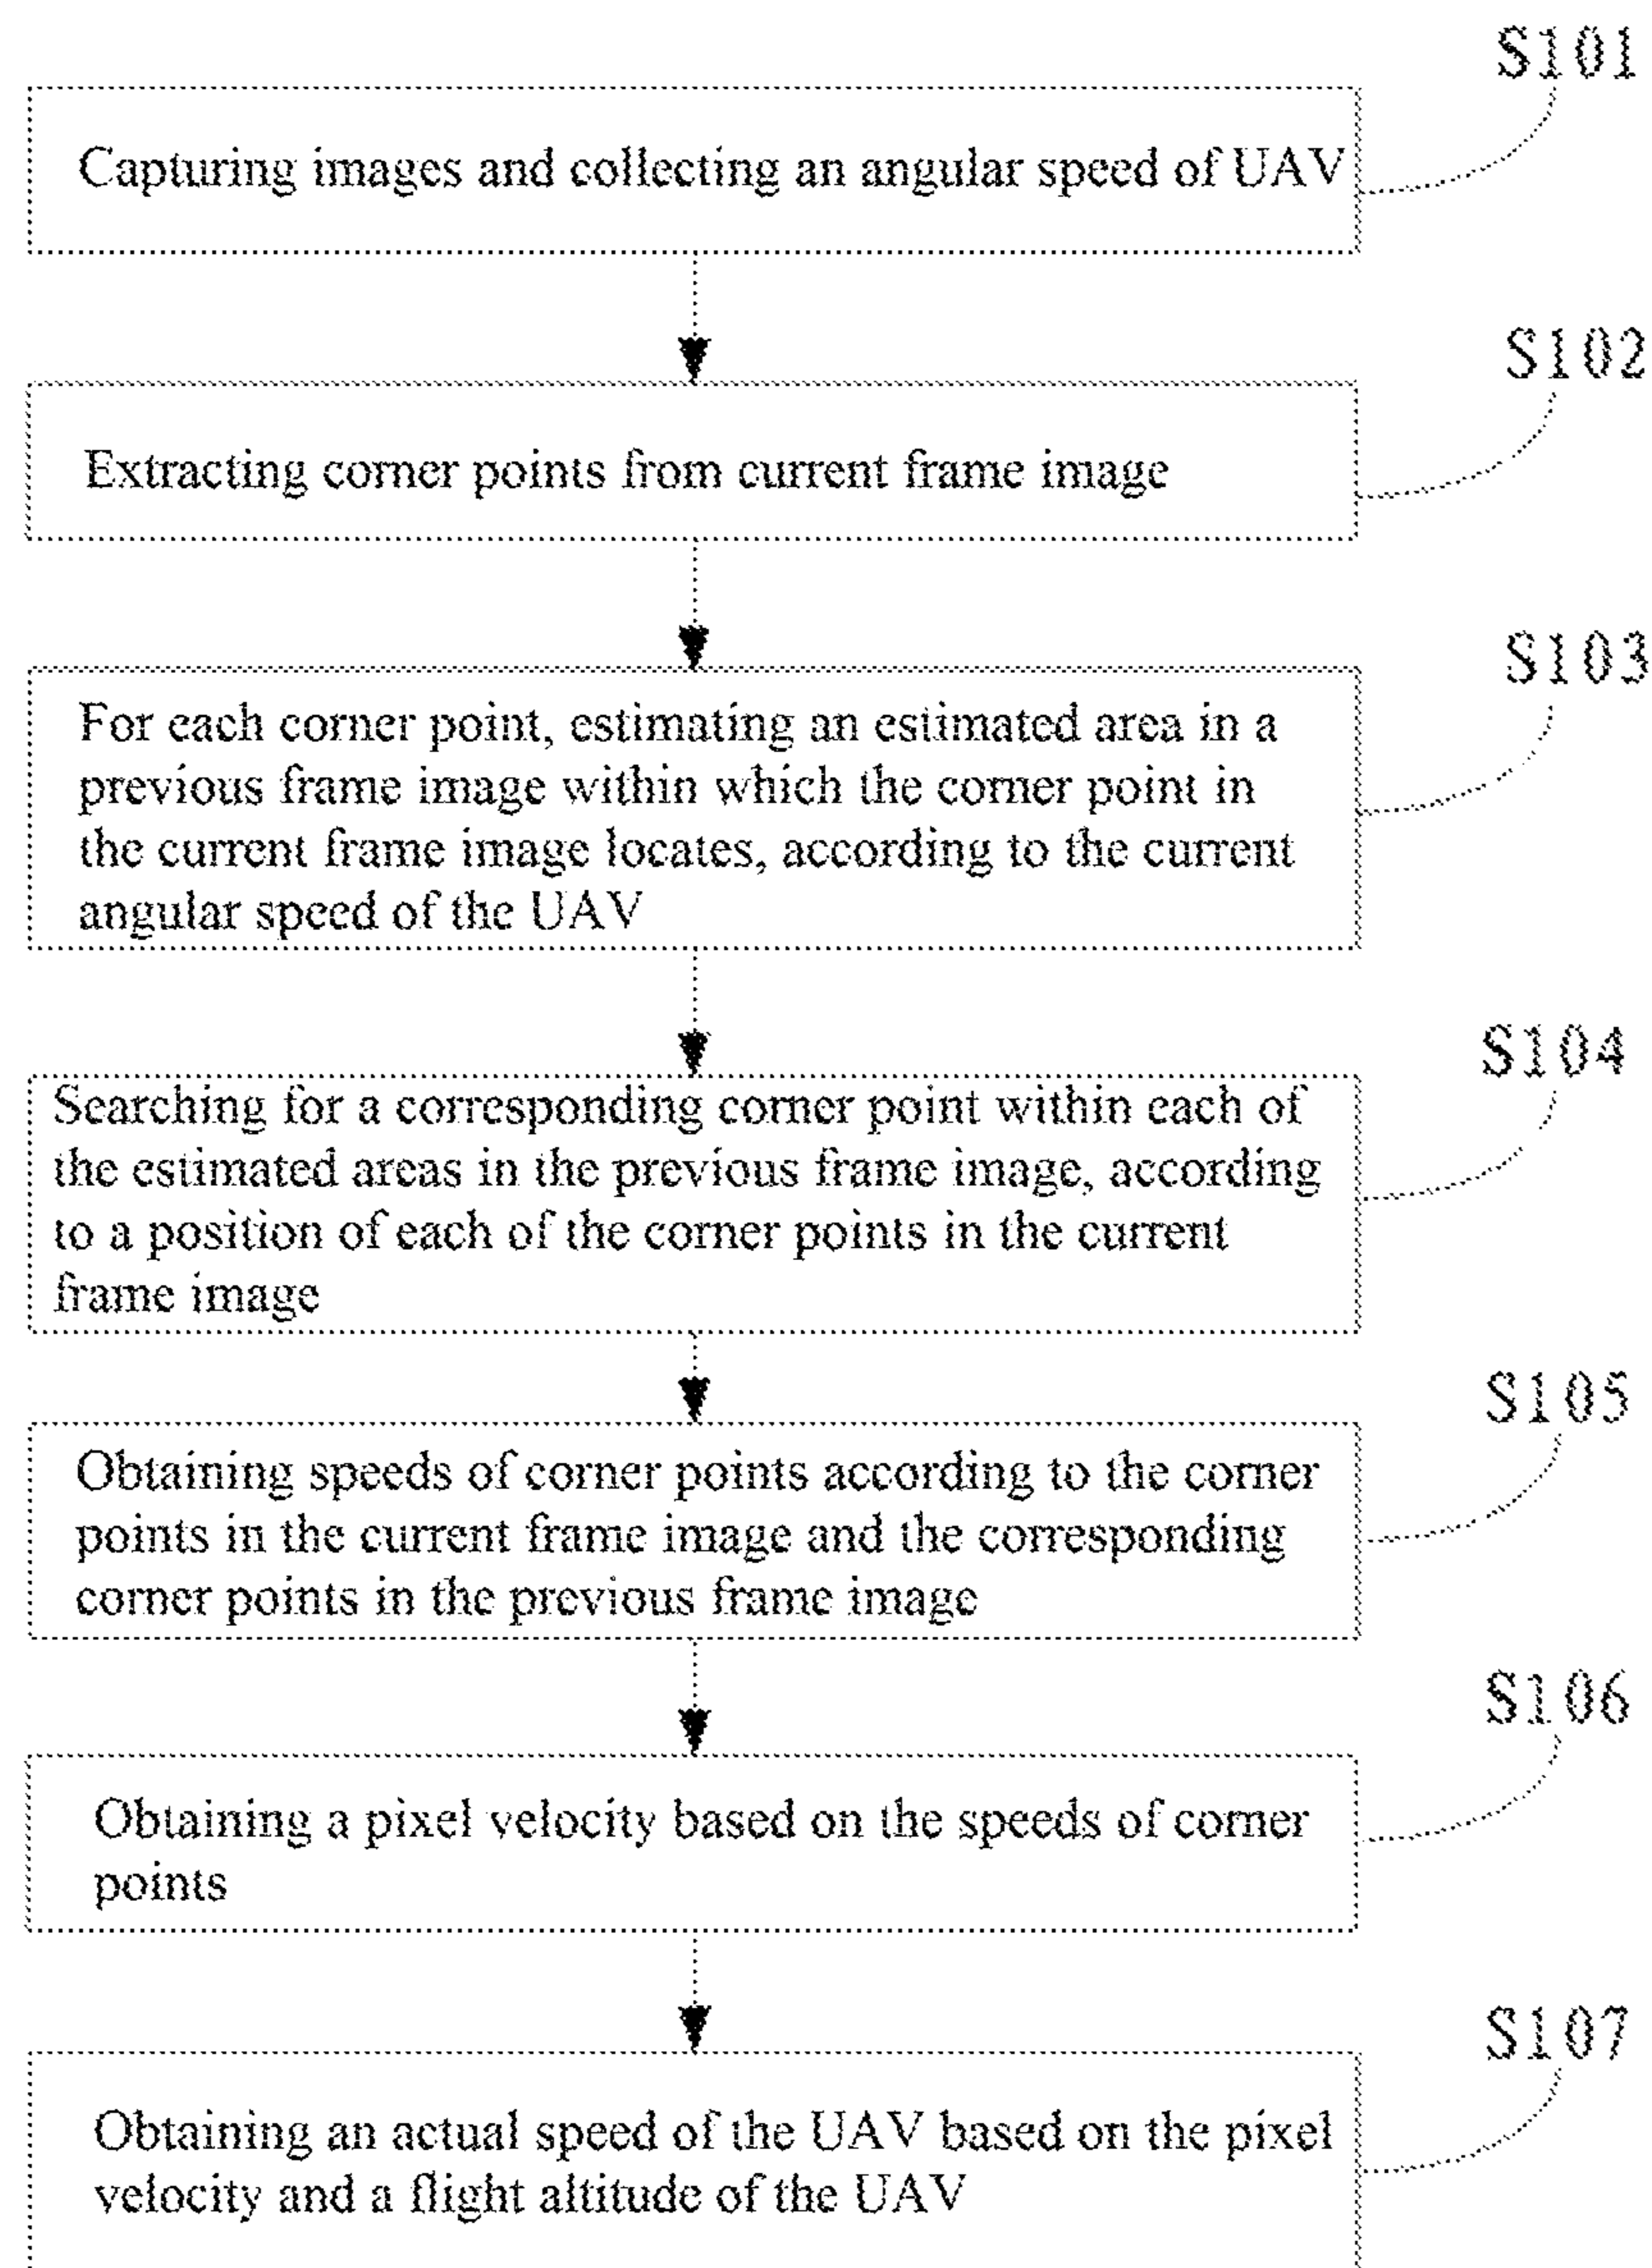 S101
Capturing images and collecting an angular speed of UAV
S102
Extracting corner points from current frame image
S103
For each corner point, estimating an estimated area in a
previous frame image within which the corner point in
the current frame image locates, according to the current
angular speed of the UAV
S104
Searching for a corresponding corner point within each of
the estimated areas in the previous frame image, according
to a position of each of the corner points in the current
frame image
S105
Obtaining speeds of corner points according to the corner
points in the current frame image and the corresponding
corner points in the previous frame image
S106
Obtaining a pixel velocity based on the speeds of corner
points
S107
Obtaining an actual speed of the UAV based on the pixel
velocity and a flight altitude of the UAV